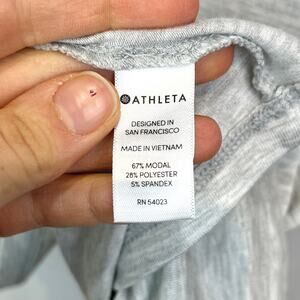 ATHLETA
DESIGNED IN
SAN FRANCISCO
MADE IN VIETNAM
67% MODAL
28% POLYESTER
5% SPANDEX
RN 54023